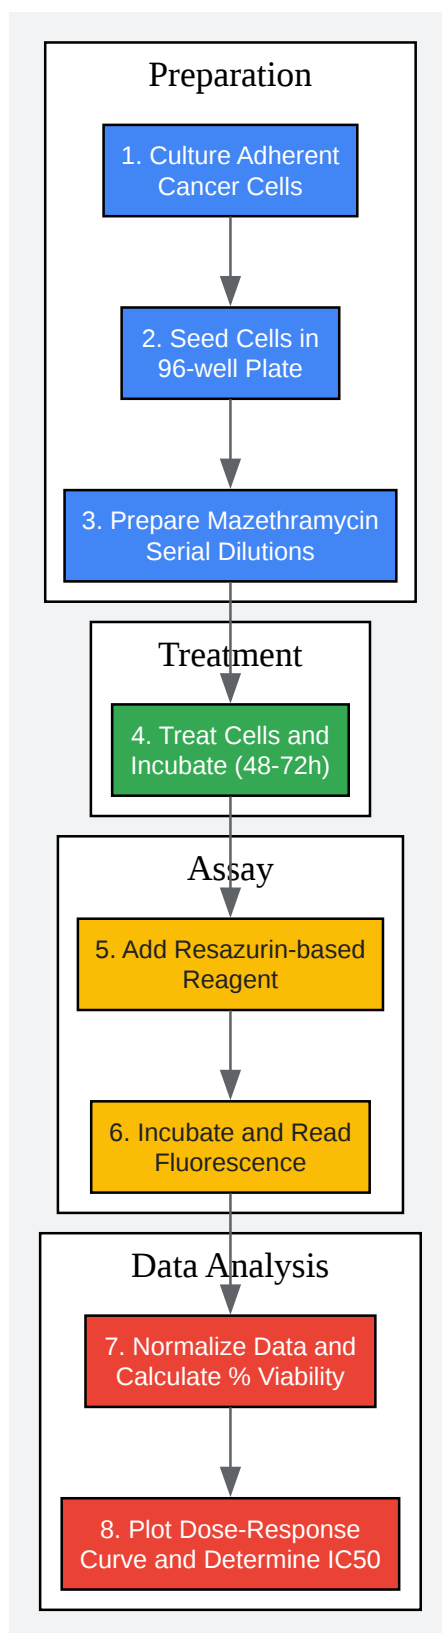 Preparation
1. Culture Adherent
Cancer Cells
2. Seed Cells in
96-well Plate
3. Prepare Mazethramycin
Serial Dilutions
Treatment
4. Treat Cells and
Incubate (48-72h)
Assay
5. Add Resazurin-based
Reagent
6. Incubate and Read
Fluorescence
Data Analysis
7. Normalize Data and
Calculate % Viability
8. Plot Dose-Response
Curve and Determine IC50